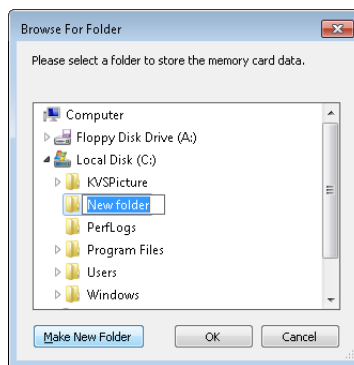 Browse For Folder
Please select a folder to store the memory card data.
Computer
Floppy Disk Drive (A:)
Local Disk (C:)
KVSPicture
New folder
PerfLogs
Program Files
Users
Windows
Make New Folder
OK
Cancel